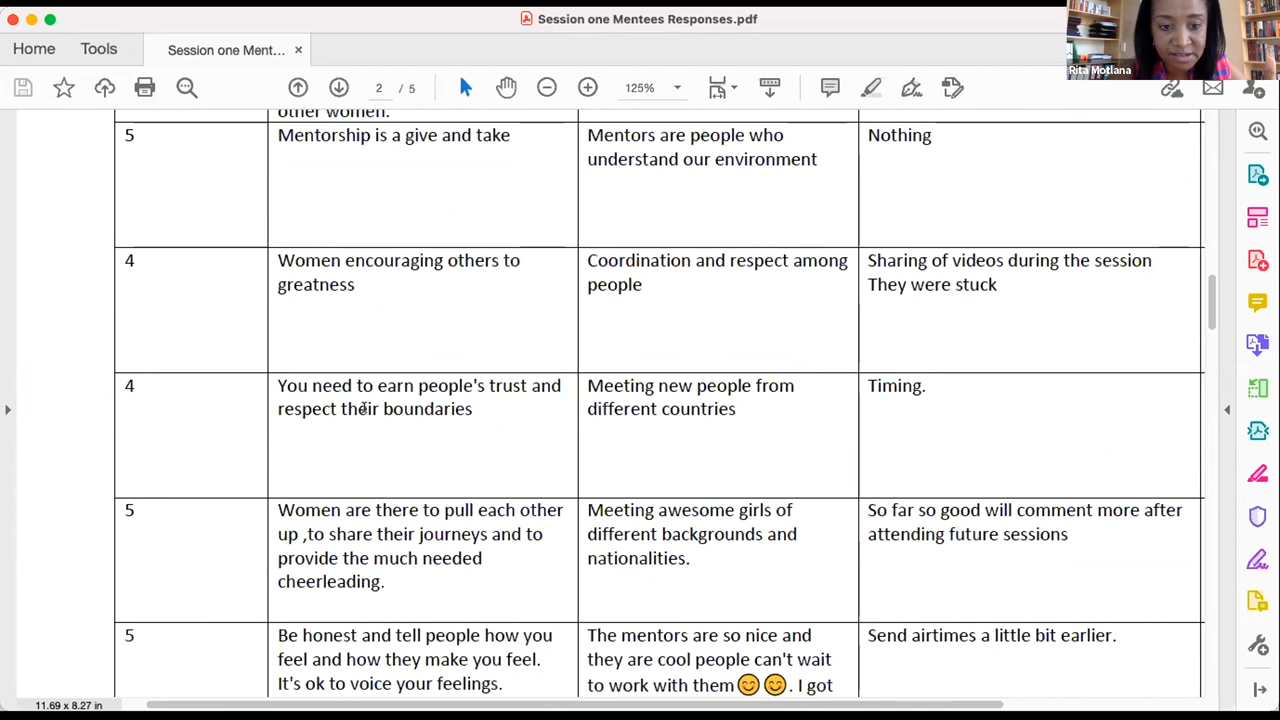 Session one Mentees Responses.pdf
Home
Tools
Session one Ment...
×
2 / 5
125%
Rita Motlana
other women.
5
Mentorship is a give and take
Mentors are people who
understand our environment
Nothing
4
Women encouraging others to
greatness
Coordination and respect among
people
Sharing of videos during the session
They were stuck
4
You need to earn people's trust and
respect their boundaries
Meeting new people from
different countries
Timing.
5
Women are there to pull each other
up ,to share their journeys and to
provide the much needed
cheerleading.
Meeting awesome girls of
different backgrounds and
nationalities.
So far so good will comment more after
attending future sessions
5
Be honest and tell people how you
feel and how they make you feel.
It's ok to voice your feelings.
The mentors are so nice and
they are cool people can't wait
to work with them😊😊. I got
Send airtimes a little bit earlier.
11.69 x 8.27 in